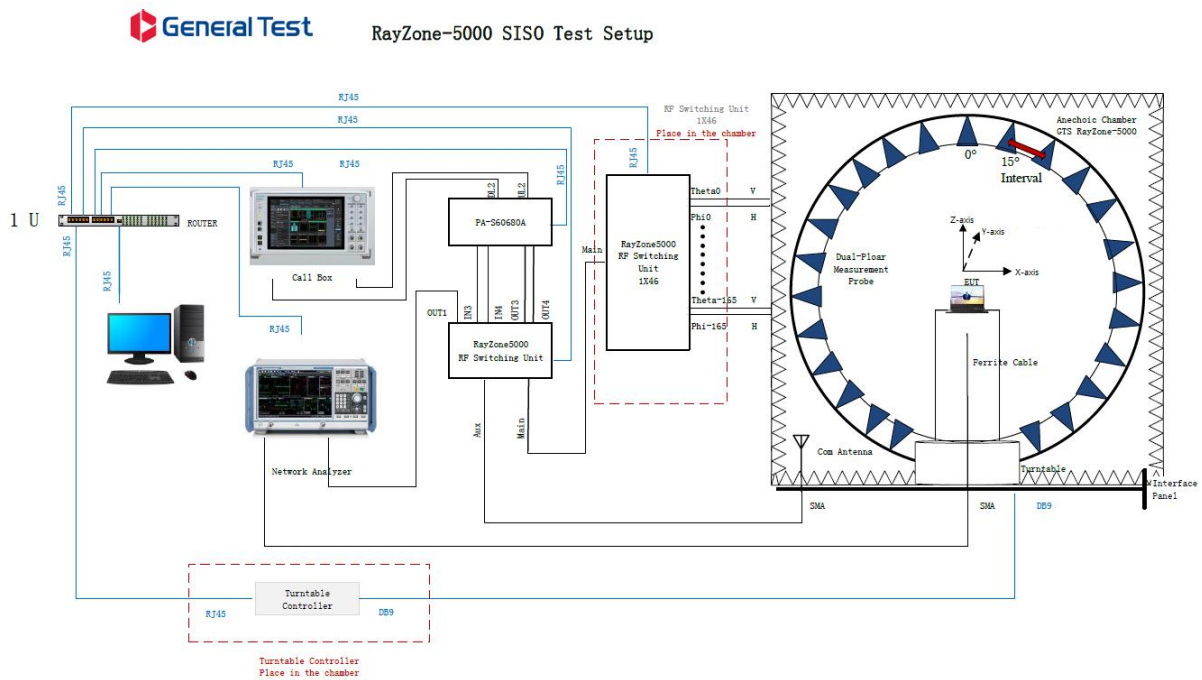 General Test
RayZone-5000 SISO Test Setup
RJ45
RJ45
RJ45
RJ45
RJ45
RJ45
RJ45
RJ45
RJ45
RJ45
1 U
ROUTER
Call Box
DL2
UL2
PA-S60680A
OUT1
IN3
IN4
OUT3
OUT4
RayZone5000
RF Switching Unit
Aux
Main
Network Analyzer
RF Switching Unit
1X46
Place in the chamber
Main
RayZone5000
RF Switching
Unit
1X46
Theta0 V
Phi0 H
Theta-165 V
Phi-165 H
Anechoic Chamber
GTS RayZone-5000
0°
15°
Interval
Z-axis
Y-axis
X-axis
Dual-Ploar
Measurement
Probe
EUT
Ferrite Cable
Com Antenna
Turntable
Interface
Panel
SMA
SMA
DB9
Turntable
Controller
RJ45
DB9
Turntable Controller
Place in the chamber